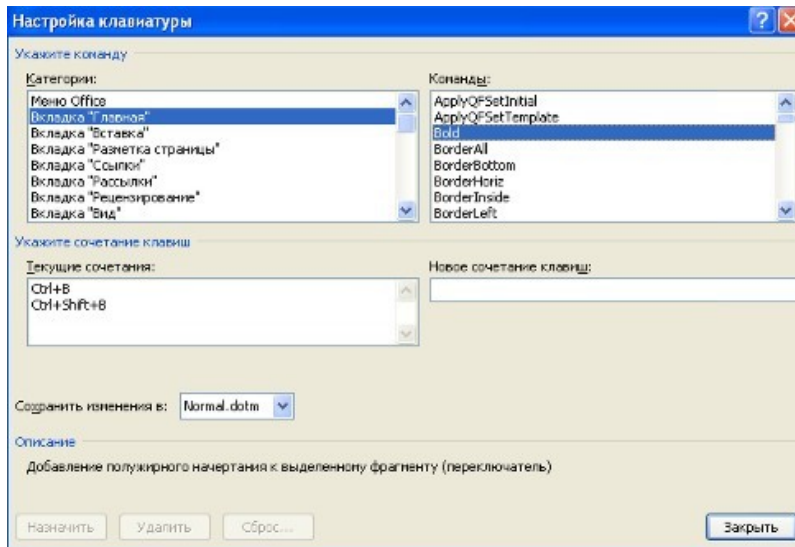 Настройка клавиатуры
Укажите команду
Категории:
Меню Office
Вкладка "Главная"
Вкладка "Вставка"
Вкладка "Разметка страницы"
Вкладка "Ссылки"
Вкладка "Рассылки"
Вкладка "Рецензирование"
Вкладка "Вид"
Команды:
ApplyQFSetInitial
ApplyQFSetTemplate
Bold
BorderAll
BorderBottom
BorderHoriz
BorderInside
BorderLeft
Укажите сочетание клавиш
Текущие сочетания:
Ctrl+B
Ctrl+Shift+B
Новое сочетание клавиш:
Сохранить изменения в: Normal.dotm
Описание
Добавление полужирного начертания к выделенному фрагменту (переключатель)
Назначить Удалить Сброс... Закрыть